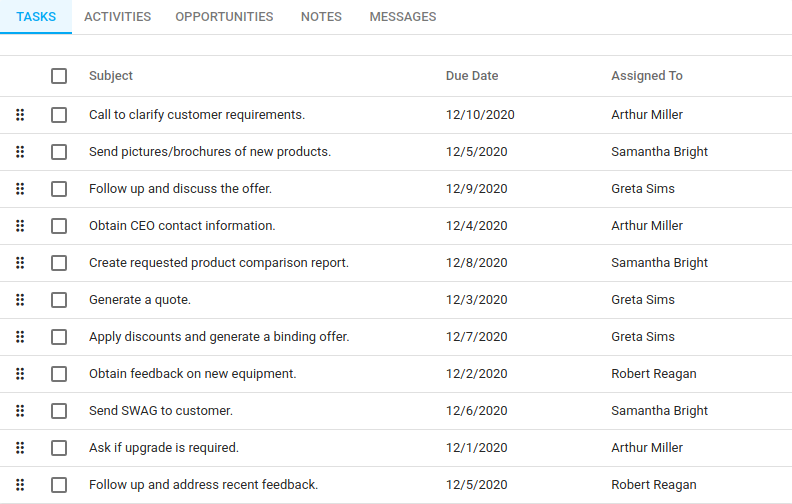 TASKS ACTIVITIES OPPORTUNITIES NOTES MESSAGES
Subject Due Date Assigned To
Call to clarify customer requirements. 12/10/2020 Arthur Miller
Send pictures/brochures of new products. 12/5/2020 Samantha Bright
Follow up and discuss the offer. 12/9/2020 Greta Sims
Obtain CEO contact information. 12/4/2020 Arthur Miller
Create requested product comparison report. 12/8/2020 Samantha Bright
Generate a quote. 12/3/2020 Greta Sims
Apply discounts and generate a binding offer. 12/7/2020 Greta Sims
Obtain feedback on new equipment. 12/2/2020 Robert Reagan
Send SWAG to customer. 12/6/2020 Samantha Bright
Ask if upgrade is required. 12/1/2020 Arthur Miller
Follow up and address recent feedback. 12/5/2020 Robert Reagan